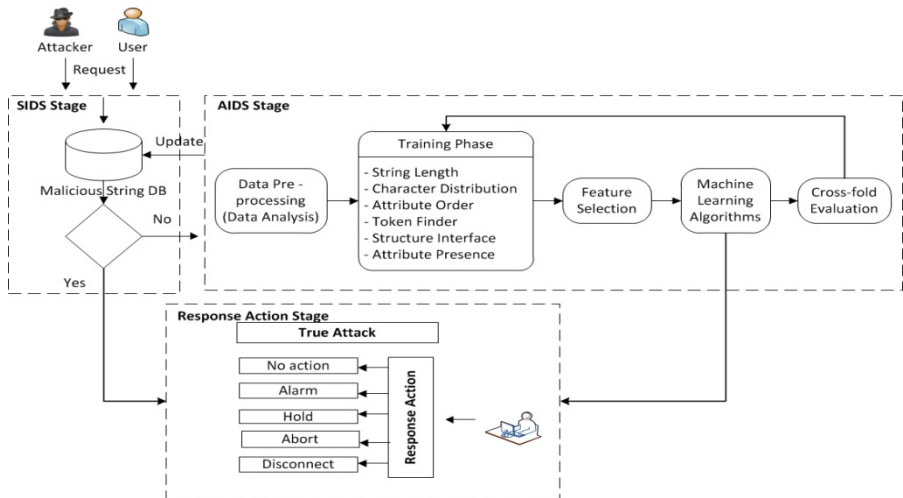 Attacker
User
Request
SIDS Stage
Malicious String DB
No
Yes
Update
AIDS Stage
Data Pre -
processing
(Data Analysis)
Training Phase
- String Length
- Character Distribution
- Attribute Order
- Token Finder
- Structure Interface
- Attribute Presence
Feature
Selection
Machine
Learning
Algorithms
Cross-fold
Evaluation
Response Action Stage
True Attack
No action
Alarm
Hold
Abort
Disconnect
Response Action